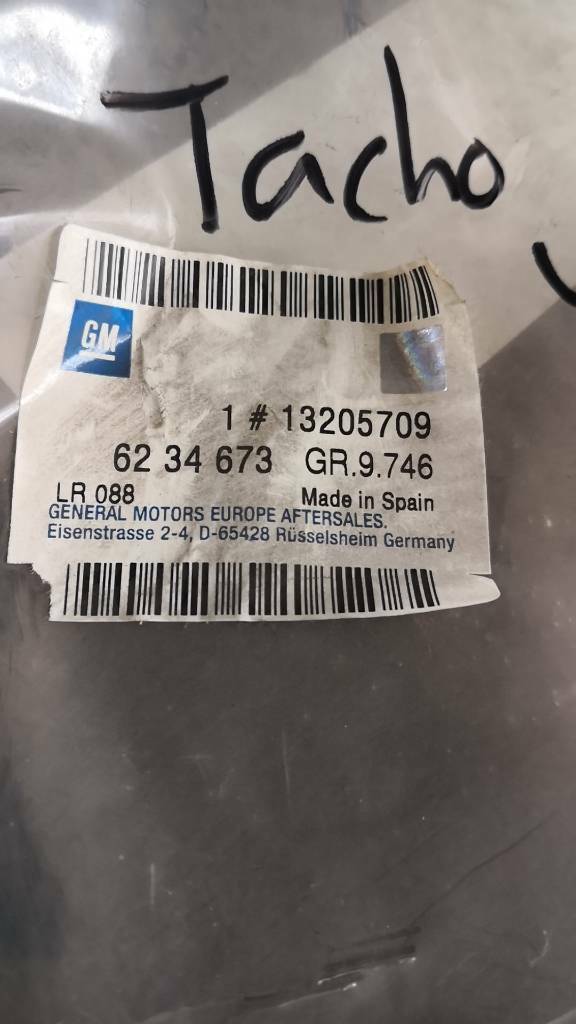 Tacho
GM
1 # 13205709
62 34 673 GR.9.746
LR 088 Made in Spain
GENERAL MOTORS EUROPE AFTERSALES.
Eisenstrasse 2-4, D-65428 Rüsselsheim Germany